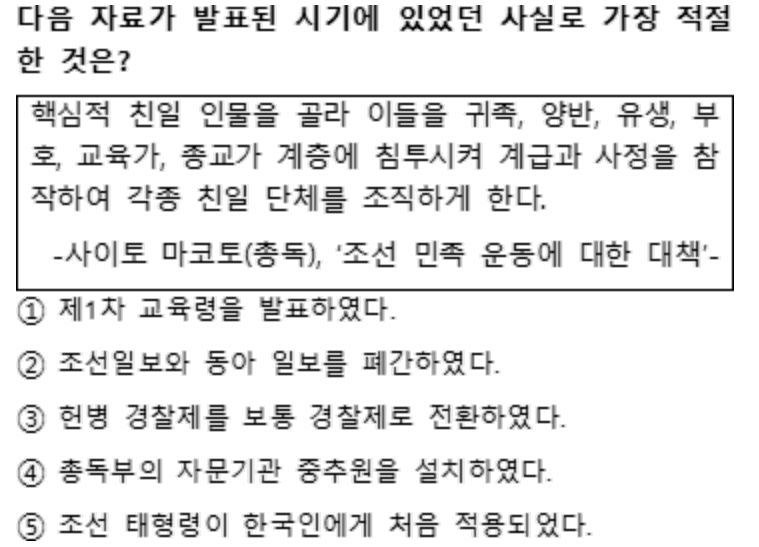 다음 자료가 발표된 시기에 있었던 사실로 가장 적절
한 것은?
핵심적 친일 인물을 골라 이들을 귀족, 양반, 유생, 부
호, 교육가, 종교가 계층에 침투시켜 계급과 사정을 참
작하여 각종 친일 단체를 조직하게 한다.
-사이토 마코토(총독), ‘조선 민족 운동에 대한 대책’-
① 제1차 교육령을 발표하였다.
② 조선일보와 동아 일보를 폐간하였다.
③ 헌병 경찰제를 보통 경찰제로 전환하였다.
④ 총독부의 자문기관 중추원을 설치하였다.
⑤ 조선 태형령이 한국인에게 처음 적용되었다.